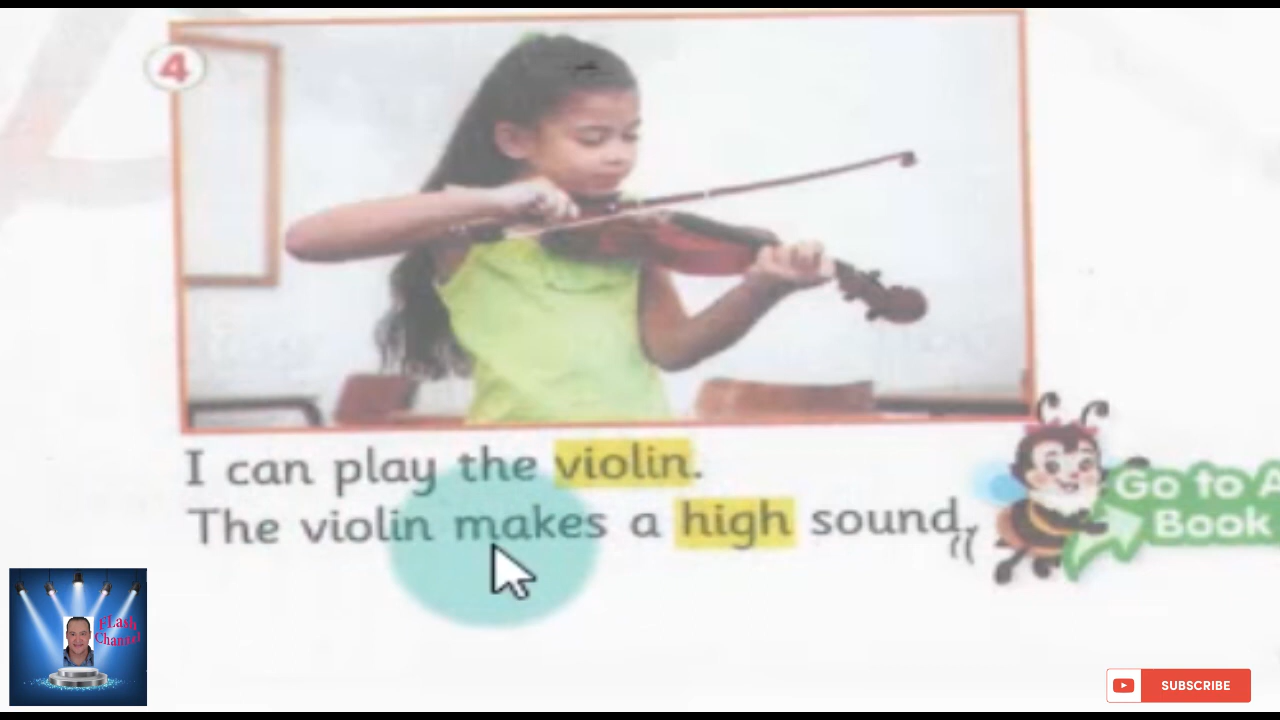 4
I can play the violin.
The violin makes a high sound.
Go to A
Book
FLash
Channel
SUBSCRIBE